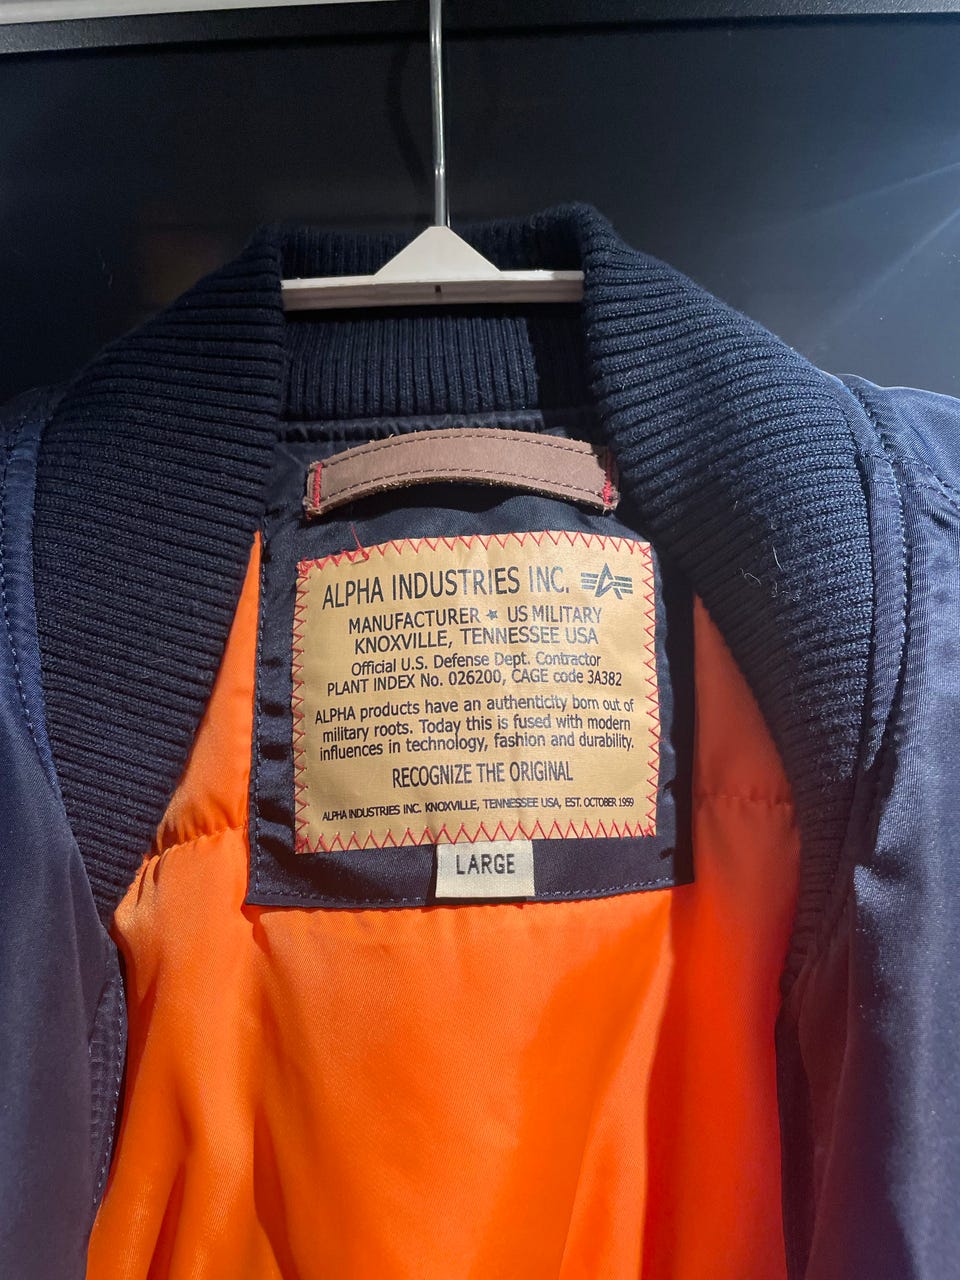 ALPHA INDUSTRIES INC.
MANUFACTURER ★ US MILITARY
KNOXVILLE, TENNESSEE USA
Official U.S. Defense Dept. Contractor
PLANT INDEX No. 026200, CAGE code 3A382
ALPHA products have an authenticity born out of
military roots. Today this is fused with modern
influences in technology, fashion and durability.
RECOGNIZE THE ORIGINAL
ALPHA INDUSTRIES INC. KNOXVILLE, TENNESSEE USA, EST. OCTOBER 1959
LARGE